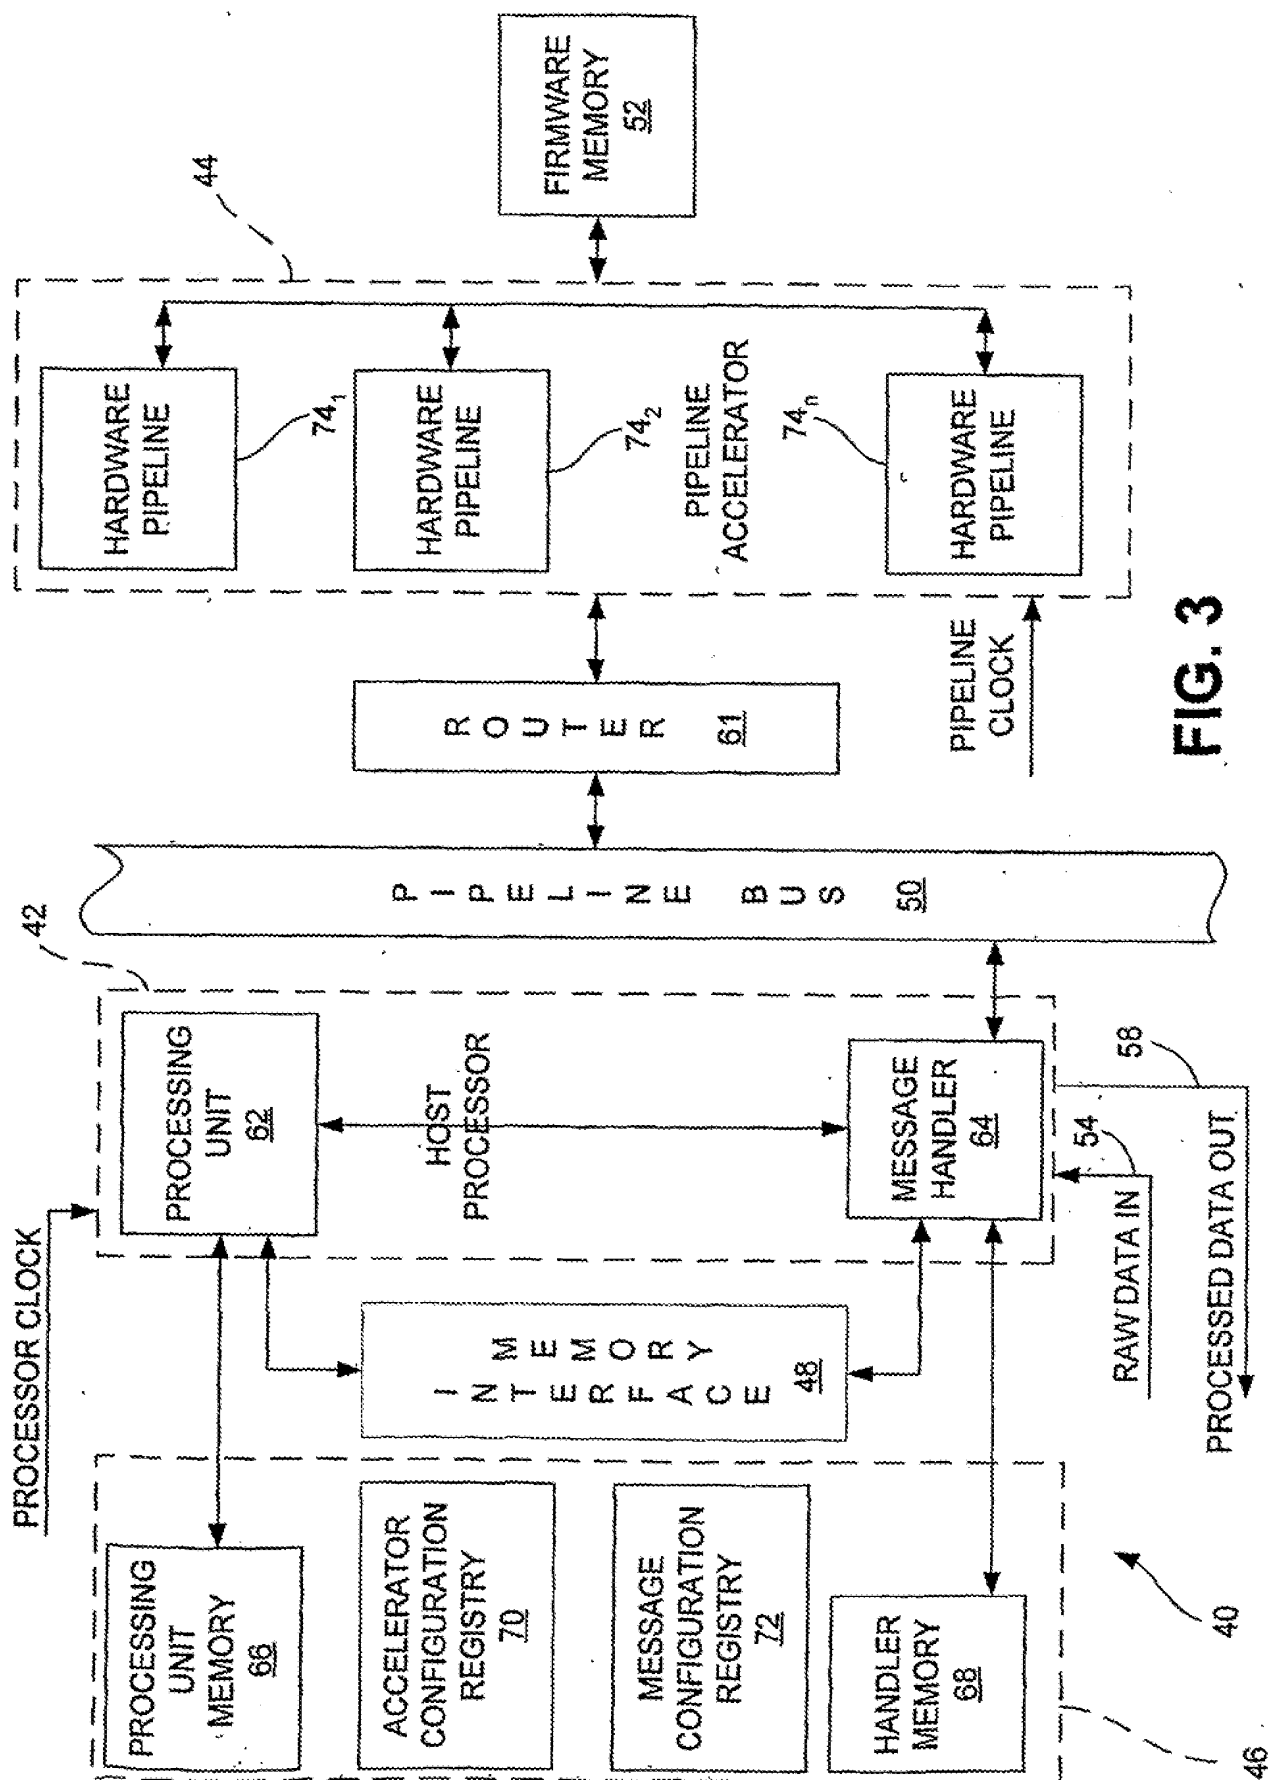 PROCESSOR CLOCK
42
44
PROCESSING
UNIT
MEMORY
66
ACCELERATOR
CONFIGURATION
REGISTRY
70
MESSAGE
CONFIGURATION
REGISTRY
72
HANDLER
MEMORY
68
46
40
MEMORY
INTERFACE
48
PROCESSING
UNIT
62
HOST
PROCESSOR
MESSAGE
HANDLER
64
RAW DATA IN
54
PROCESSED DATA OUT
58
PIPELINE BUS
50
ROUTER
61
PIPELINE
CLOCK
HARDWARE
PIPELINE
74₁
HARDWARE
PIPELINE
74₂
PIPELINE
ACCELERATOR
74ₙ
HARDWARE
PIPELINE
FIRMWARE
MEMORY
52
FIG. 3